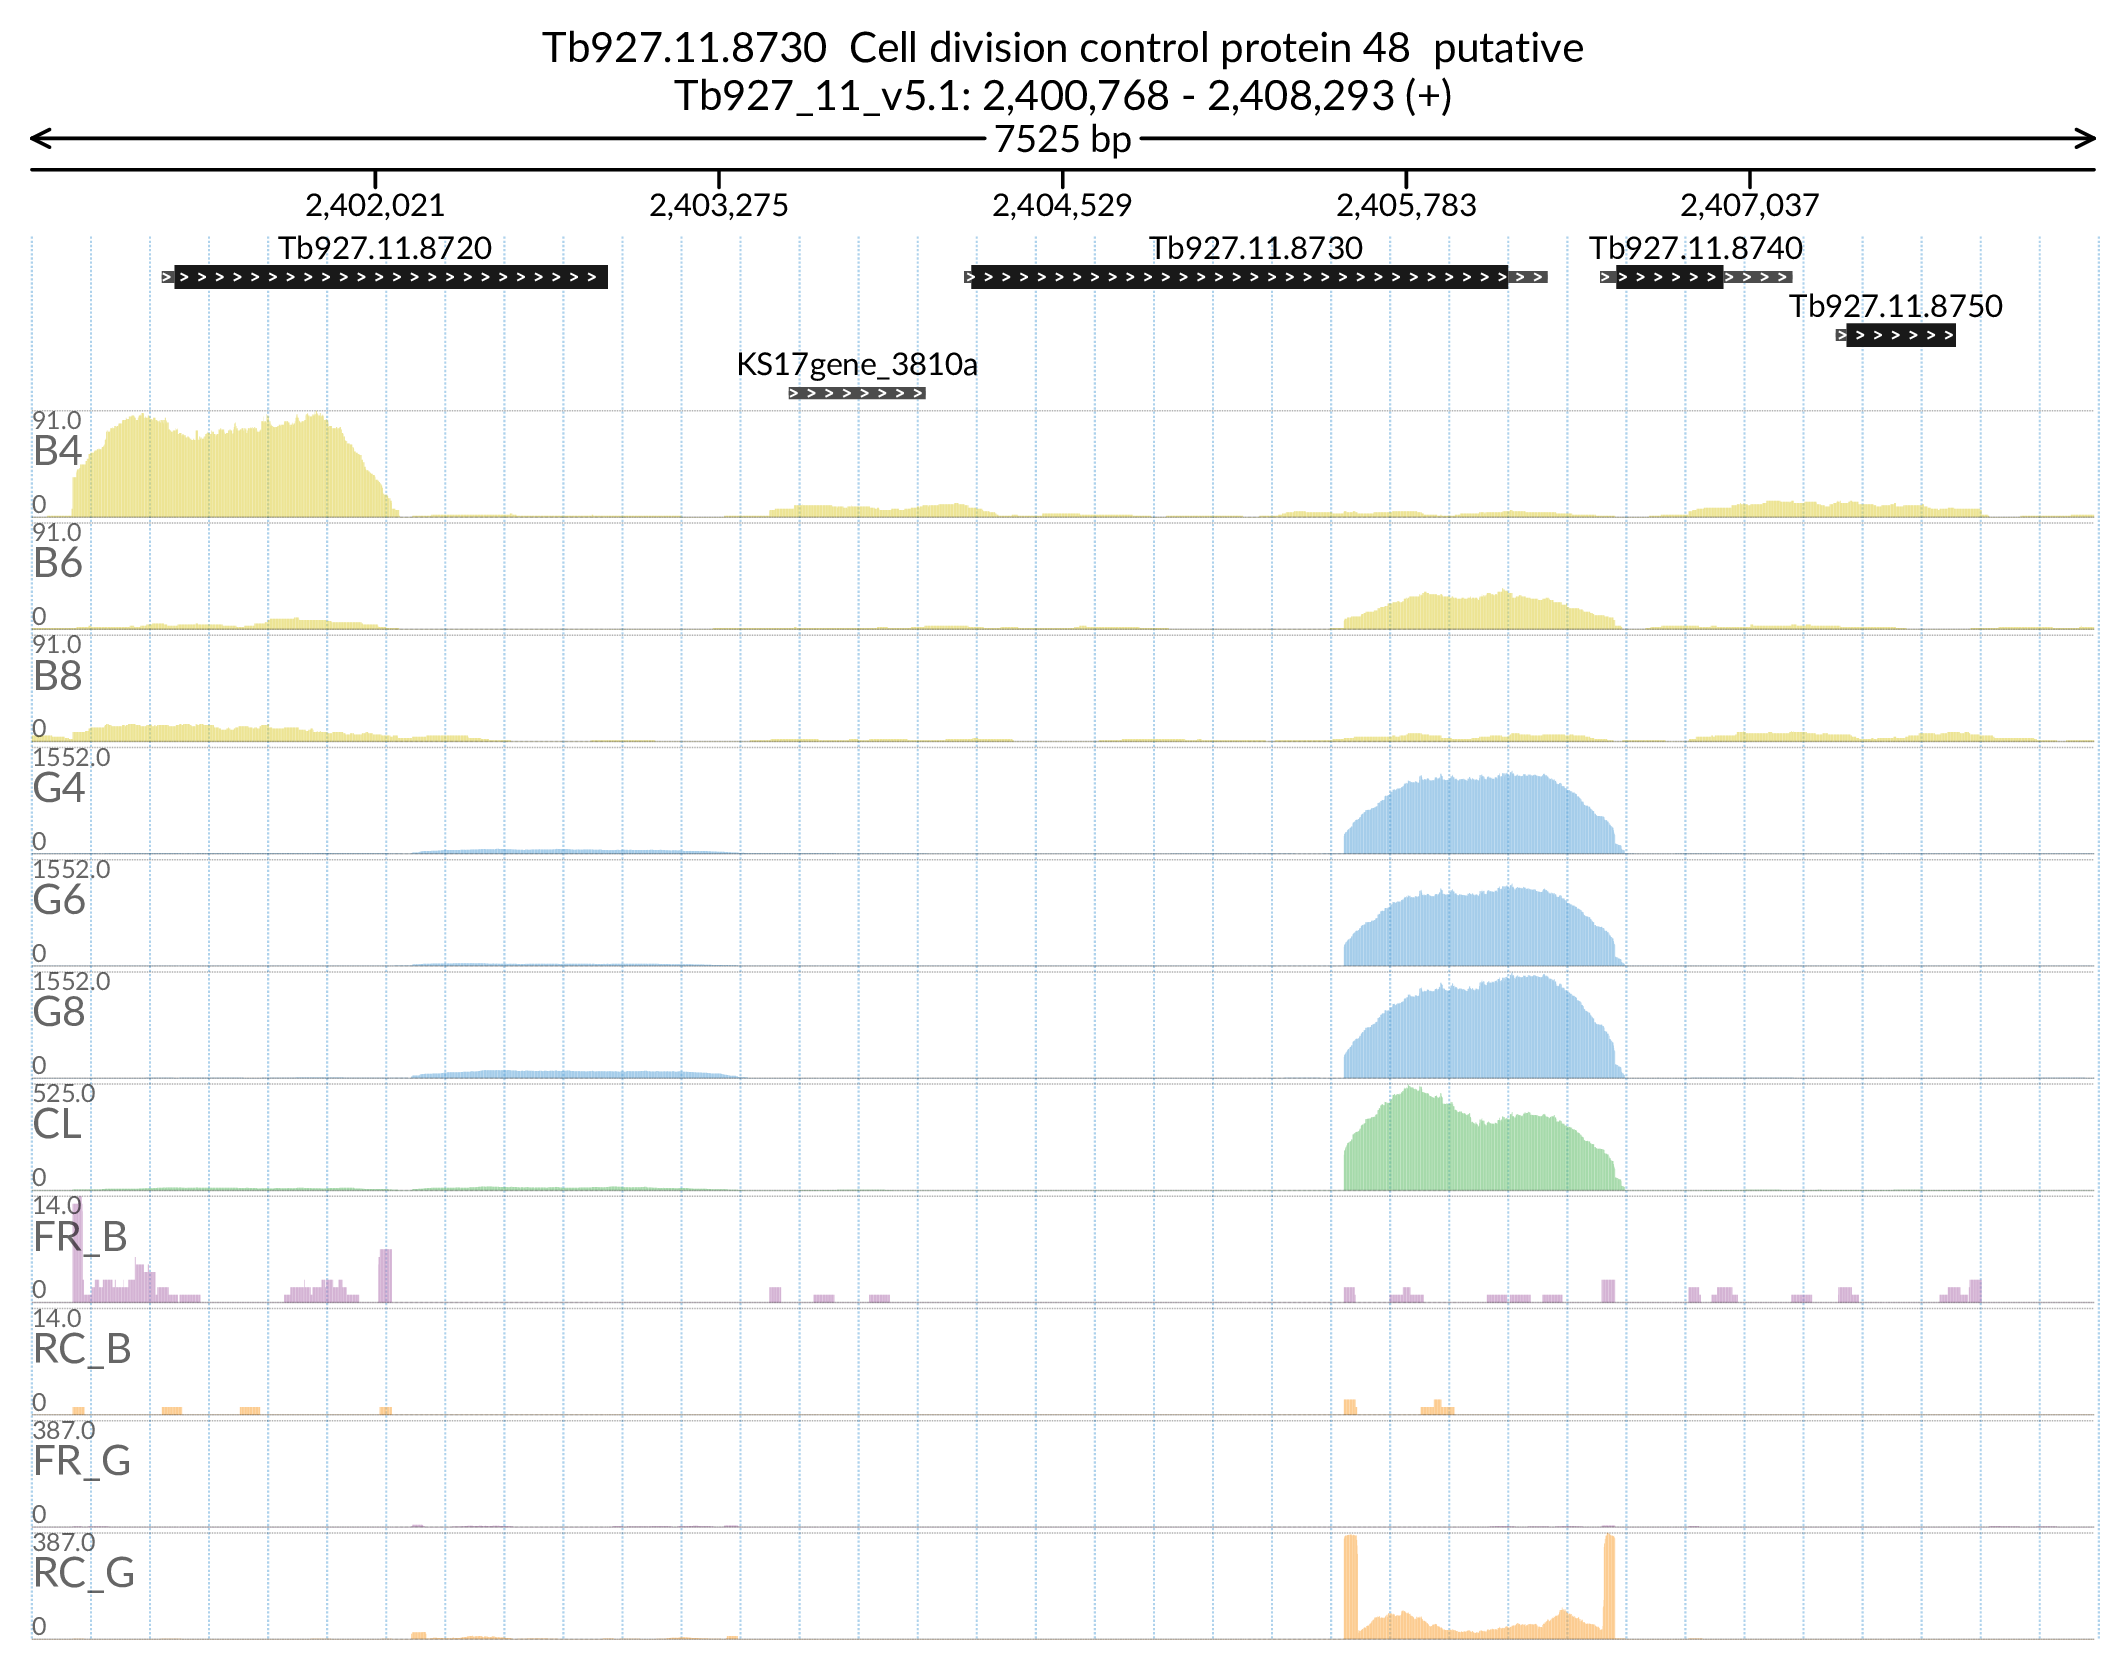 Tb927.11.8730  Cell division control protein 48  putative
Tb927_11_v5.1: 2,400,768 - 2,408,293 (+)
7525 bp
2,402,021 2,403,275 2,404,529 2,405,783 2,407,037
Tb927.11.8720 Tb927.11.8730 Tb927.11.8740
Tb927.11.8750
KS17gene_3810a
91.0
B4
0
91.0
B6
0
91.0
B8
0
1552.0
G4
0
1552.0
G6
0
1552.0
G8
0
525.0
CL
0
14.0
FR_B
0
14.0
RC_B
0
387.0
FR_G
0
387.0
RC_G
0